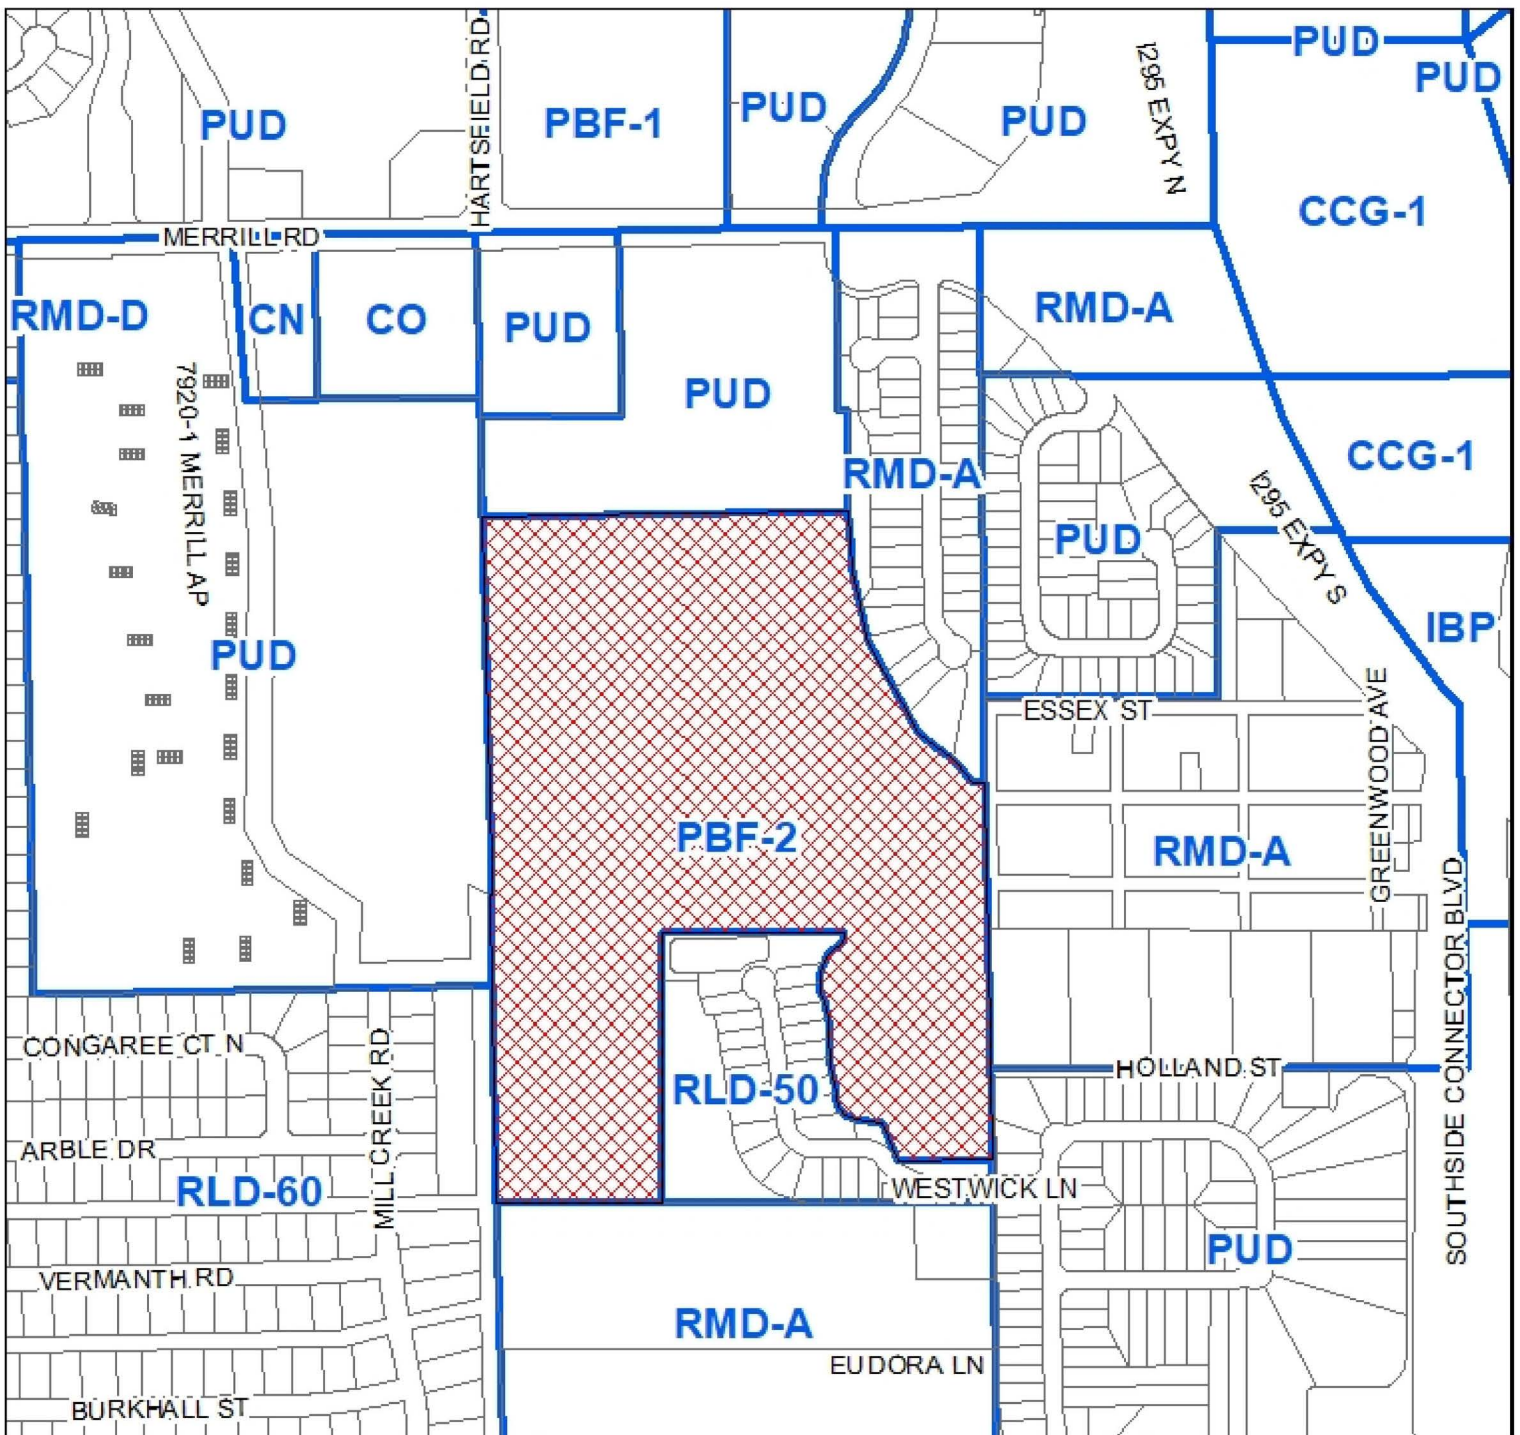 PUD
PUD
PUD
PBF-1
PUD
PUD
HARTSFIELD RD
I295 EXPY N
CCG-1
MERRILL RD
RMD-D
CN
CO
PUD
RMD-A
PUD
7920-1 MERRILL AP
RMD-A
CCG-1
PUD
I295 EXPY S
IBP
PUD
ESSEX ST
GREENWOOD AVE
PBF-2
RMD-A
SOUTHSIDE CONNECTOR BLVD
CONGAREE CT N
MILL CREEK RD
RLD-50
HOLLAND ST
ARBLE DR
RLD-60
WESTWICK LN
PUD
VERMANTH RD
RMD-A
EUDORA LN
BURKHALL ST